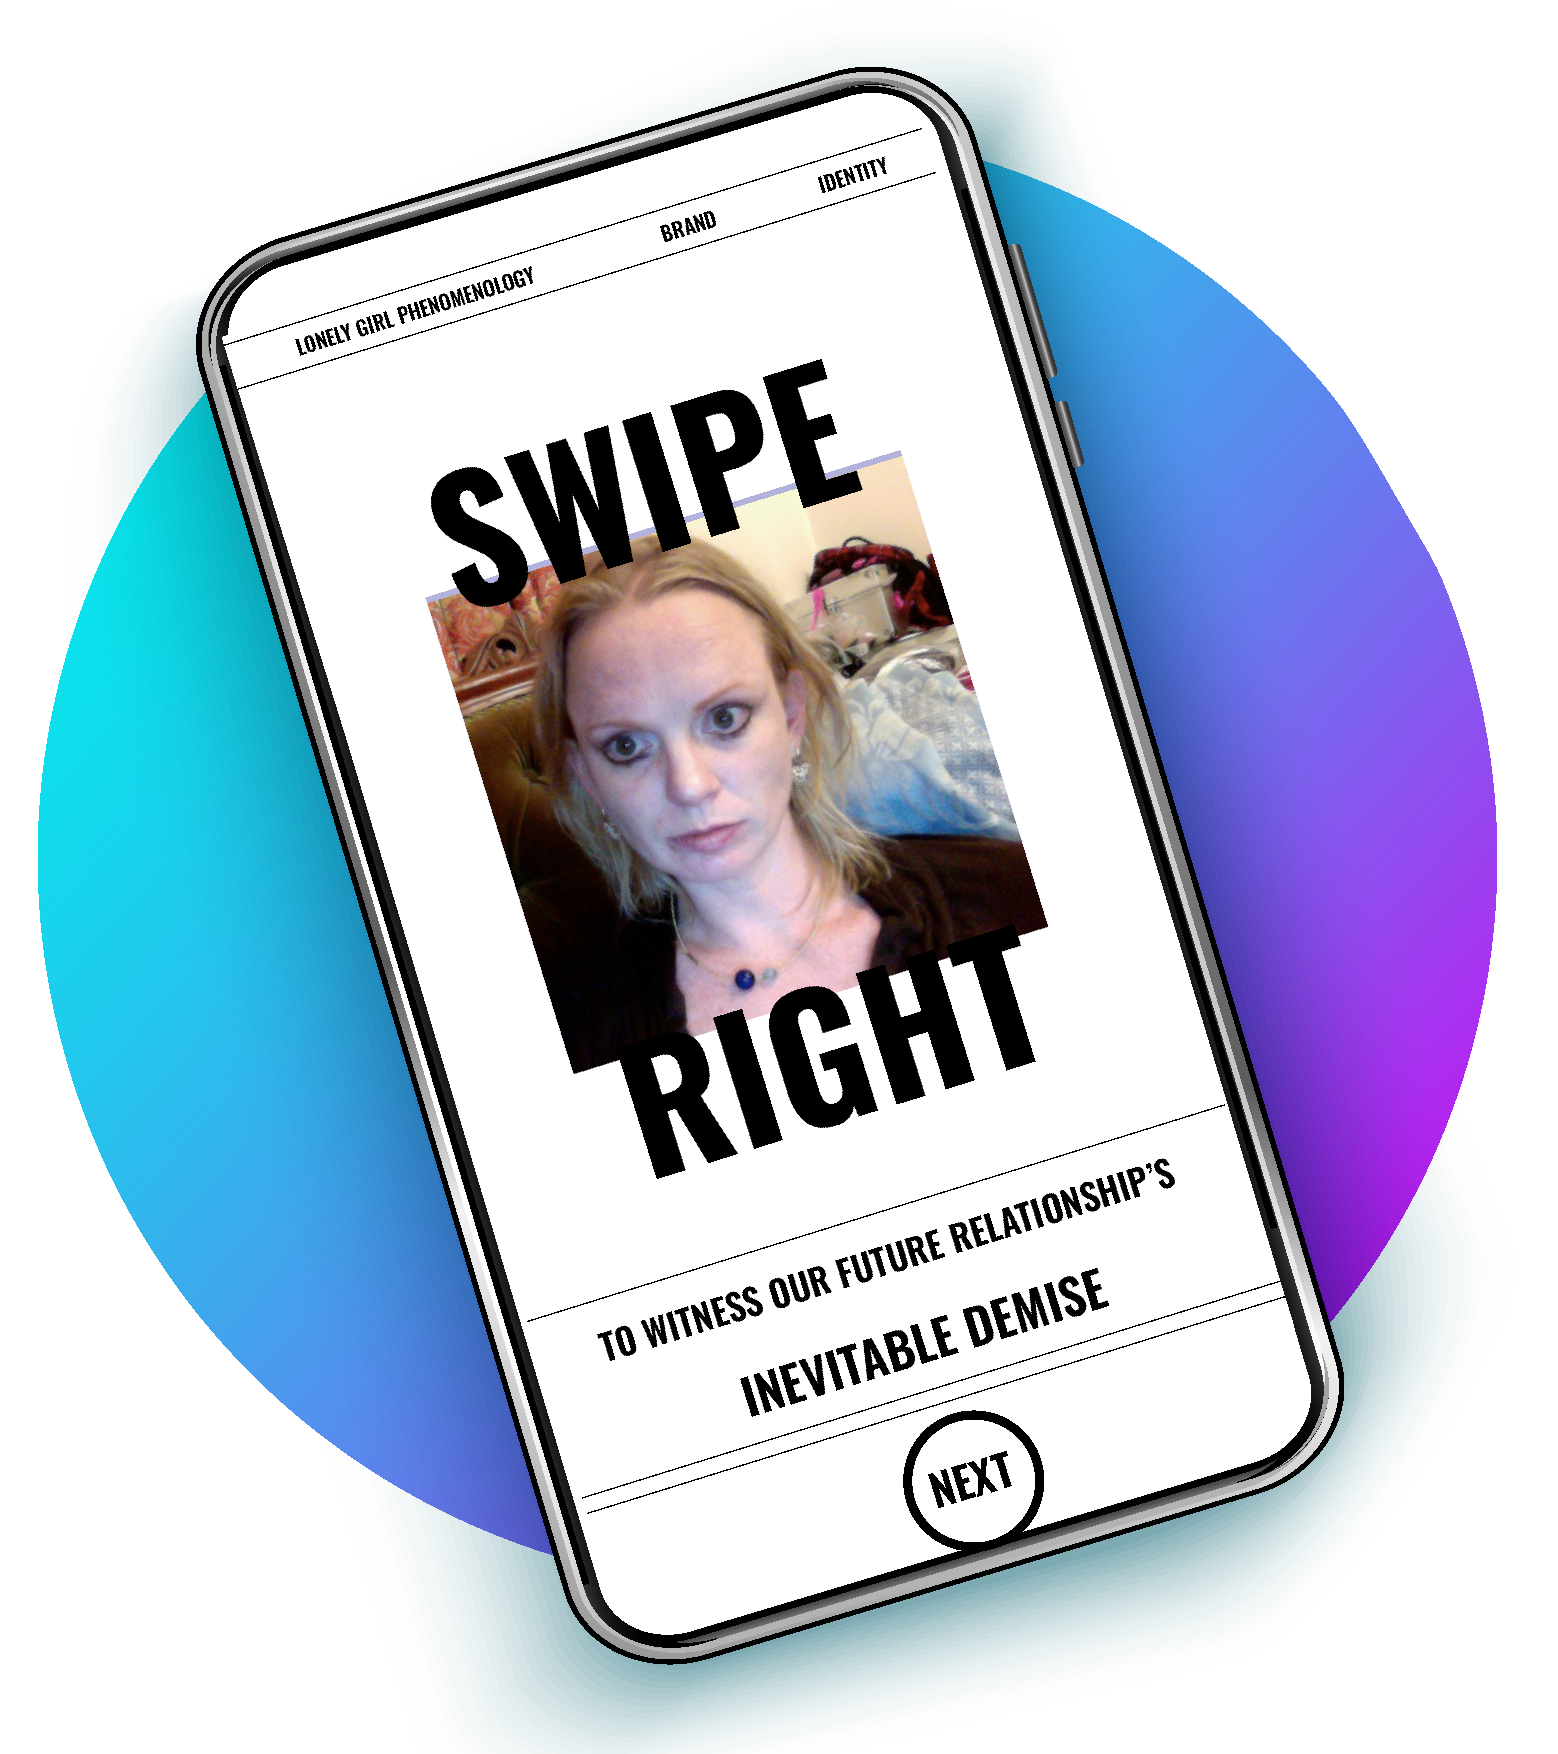 LONELY GIRL PHENOMENOLOGY BRAND IDENTITY
SWIPE
RIGHT
TO WITNESS OUR FUTURE RELATIONSHIP’S
INEVITABLE DEMISE
NEXT